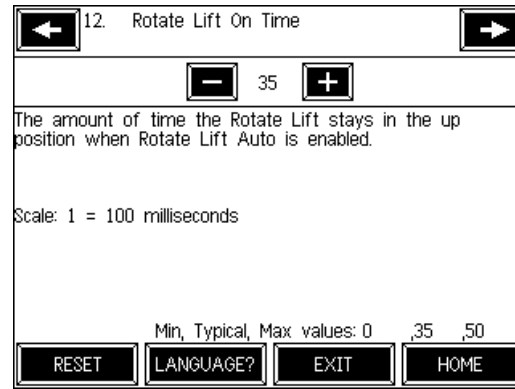 12. Rotate Lift On Time
35
The amount of time the Rotate Lift stays in the up
position when Rotate Lift Auto is enabled.
Scale: 1 = 100 milliseconds
Min, Typical, Max values: 0 ,35 ,50
RESET LANGUAGE? EXIT HOME